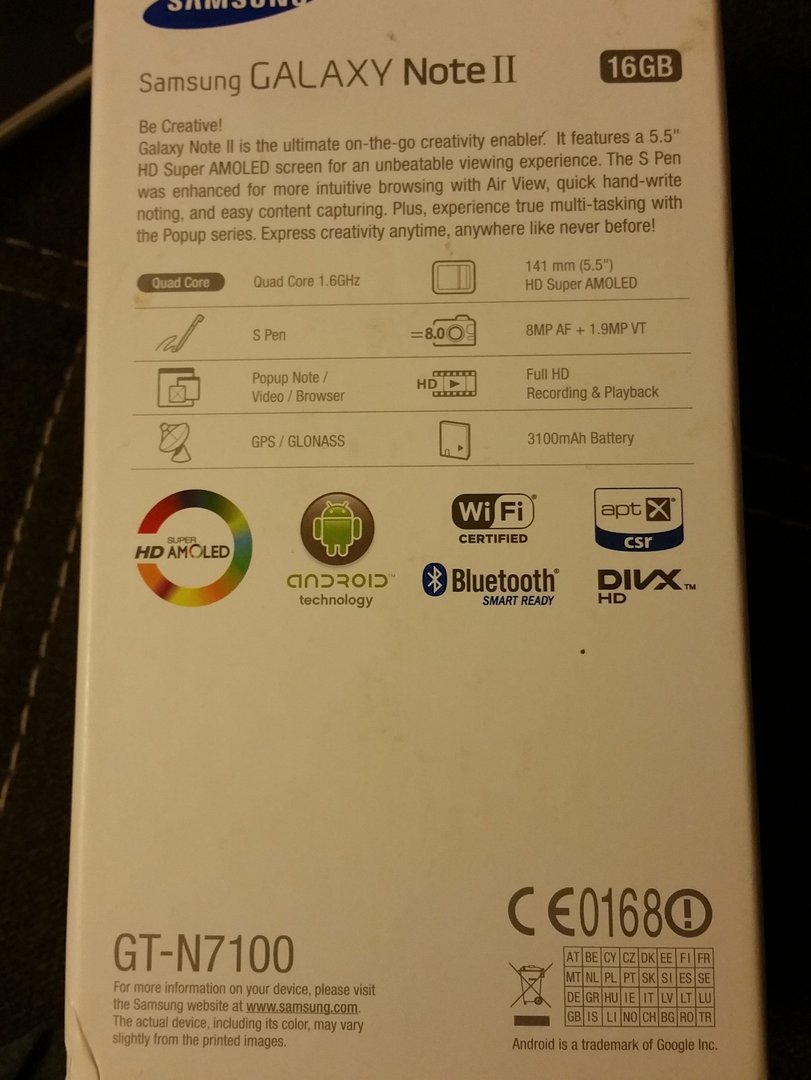 SAMSUNG
Samsung GALAXY Note II
16GB
Be Creative!
Galaxy Note II is the ultimate on-the-go creativity enabler. It features a 5.5"
HD Super AMOLED screen for an unbeatable viewing experience. The S Pen
was enhanced for more intuitive browsing with Air View, quick hand-write
noting, and easy content capturing. Plus, experience true multi-tasking with
the Popup series. Express creativity anytime, anywhere like never before!
Quad Core
Quad Core 1.6GHz
141 mm (5.5")
HD Super AMOLED
S Pen
=8.0
8MP AF + 1.9MP VT
Popup Note /
Video / Browser
HD
Full HD
Recording & Playback
GPS / GLONASS
3100mAh Battery
SUPER
HD AMOLED
ANDROID™
technology
Wi Fi®
CERTIFIED
aptX®
csr
Bluetooth®
SMART READY
DIVX™
HD
CE0168
GT-N7100
For more information on your device, please visit
the Samsung website at www.samsung.com.
The actual device, including its color, may vary
slightly from the printed images.
AT BE CY CZ DK EE FI FR
MT NL PL PT SK SI ES SE
DE GR HU IE IT LV LT LU
GB IS LI NO CH BG RO TR
Android is a trademark of Google Inc.